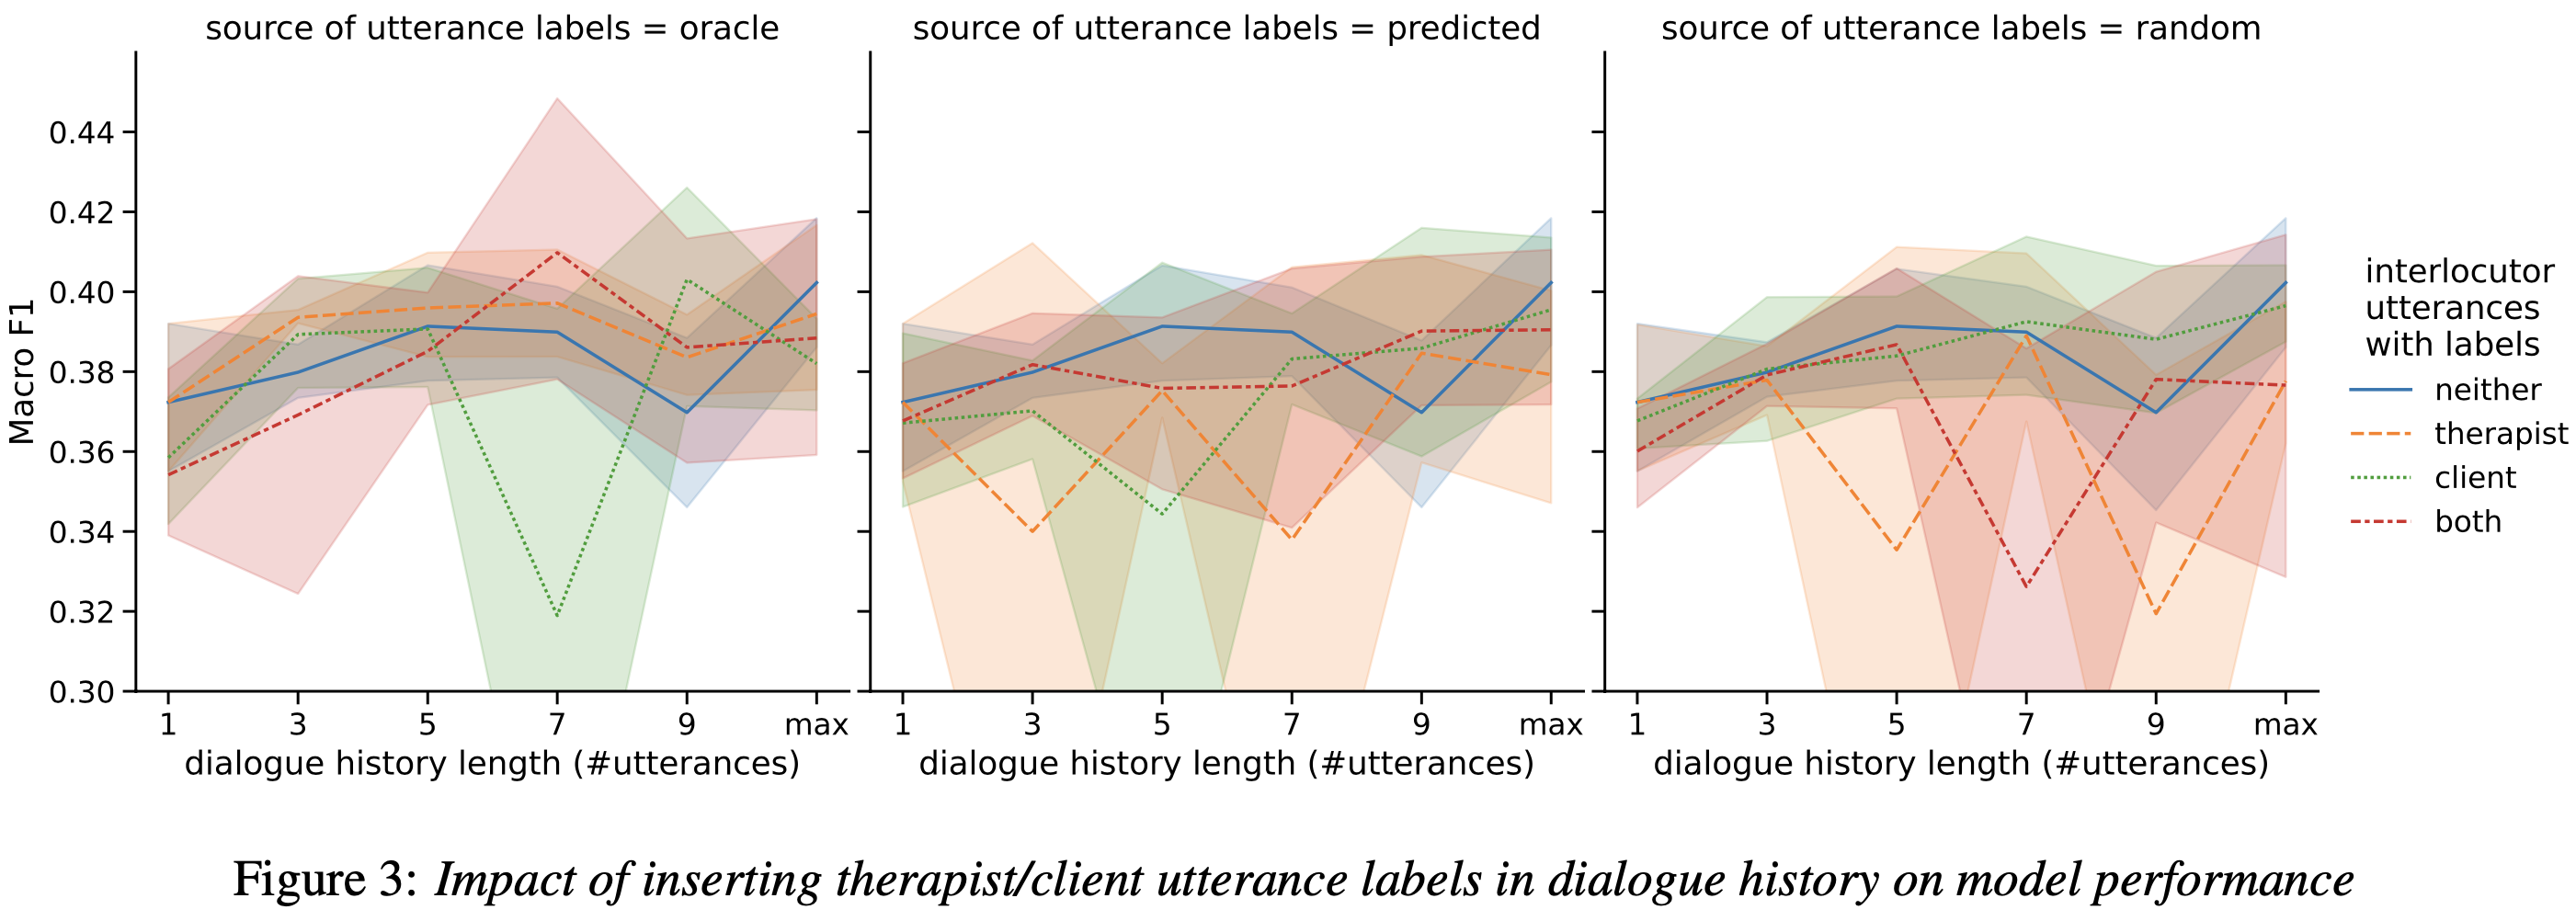 source of utterance labels = oracle
source of utterance labels = predicted
source of utterance labels = random
Macro F1
0.44
0.42
0.40
0.38
0.36
0.34
0.32
0.30
1 3 5 7 9 max
1 3 5 7 9 max
1 3 5 7 9 max
dialogue history length (#utterances)
dialogue history length (#utterances)
dialogue history length (#utterances)
interlocutor
utterances
with labels
neither
therapist
client
both
Figure 3: Impact of inserting therapist/client utterance labels in dialogue history on model performance